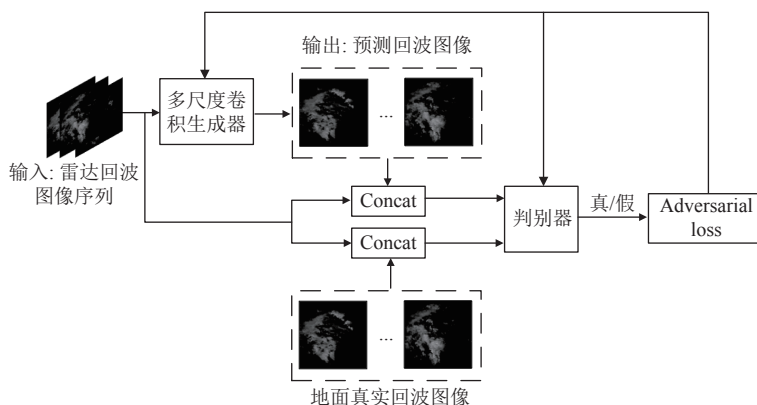 输出: 预测回波图像
多尺度卷
积生成器
...
输入: 雷达回波
图像序列
Concat
Concat
判别器
真/假
Adversarial
loss
...
地面真实回波图像